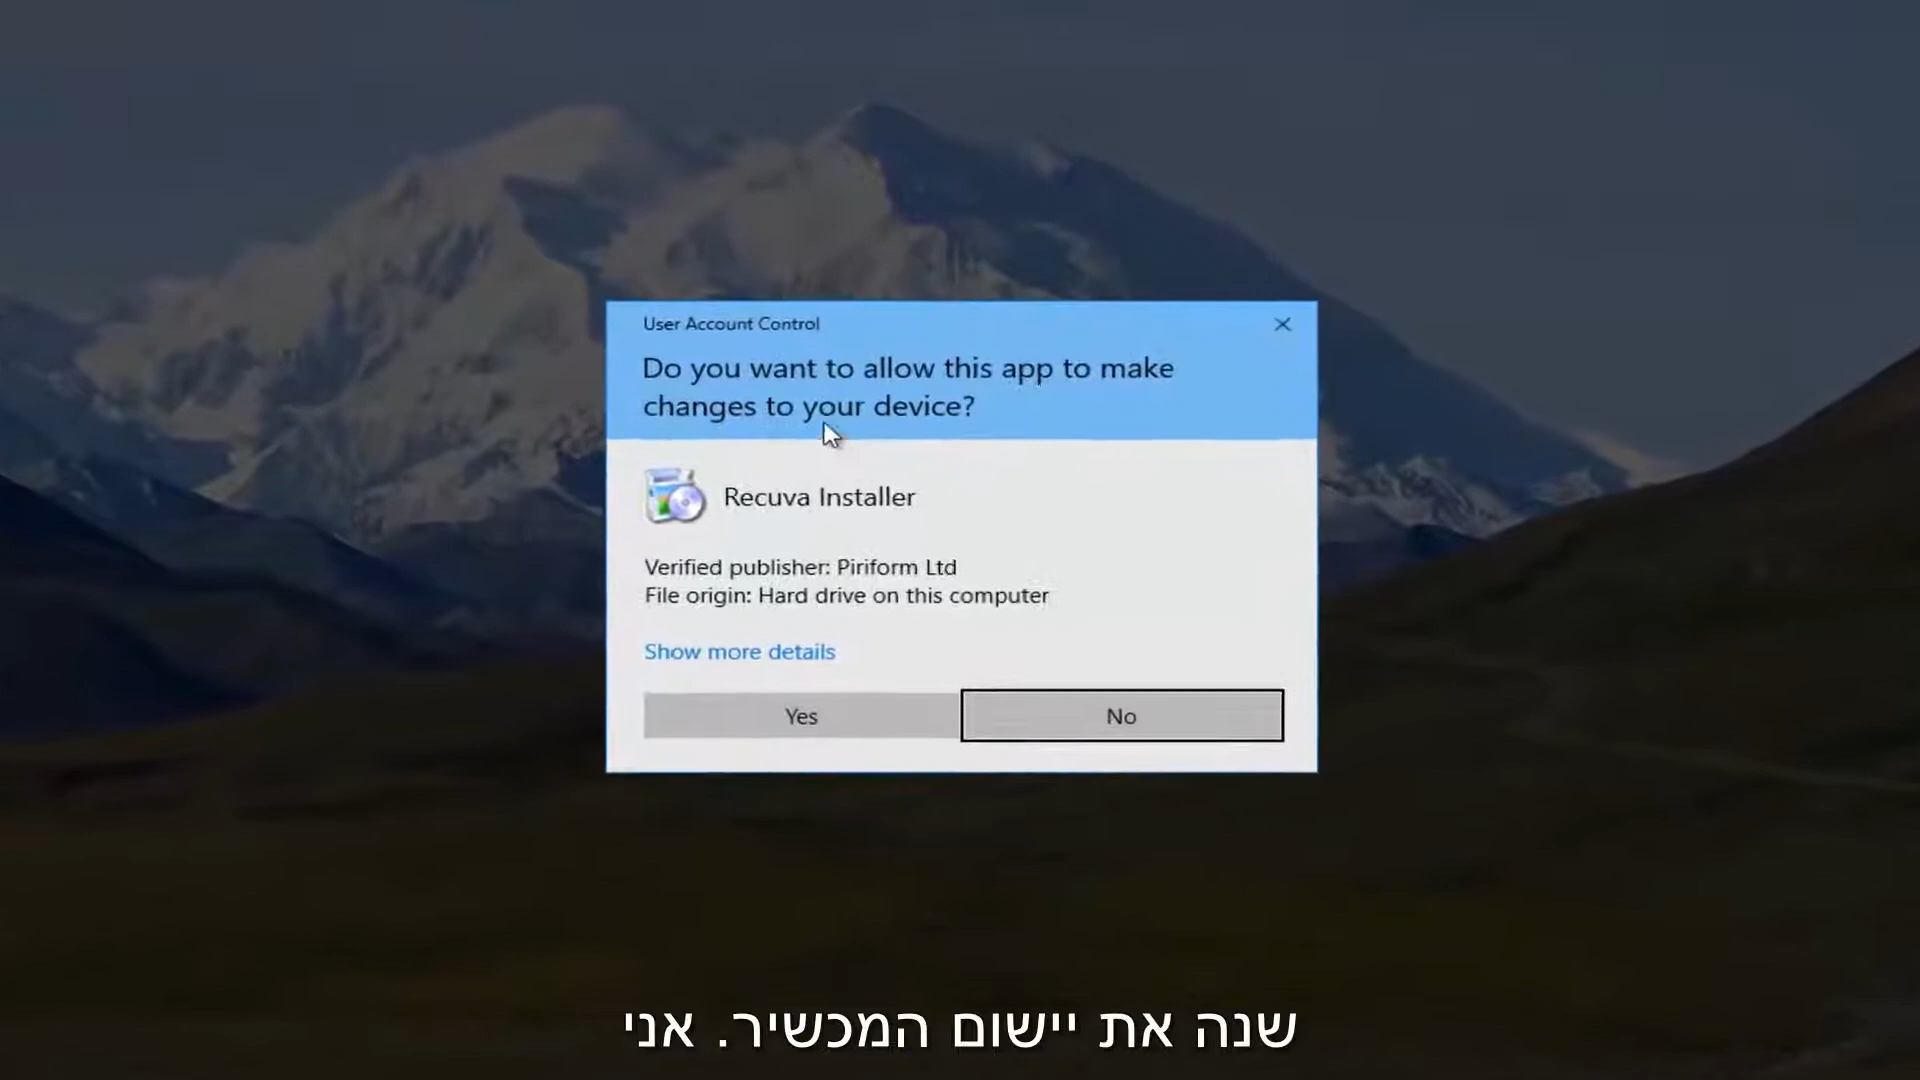 User Account Control
Do you want to allow this app to make
changes to your device?
Recuva Installer
Verified publisher: Piriform Ltd
File origin: Hard drive on this computer
Show more details
Yes
No
שנה את יישום המכשיר. אני